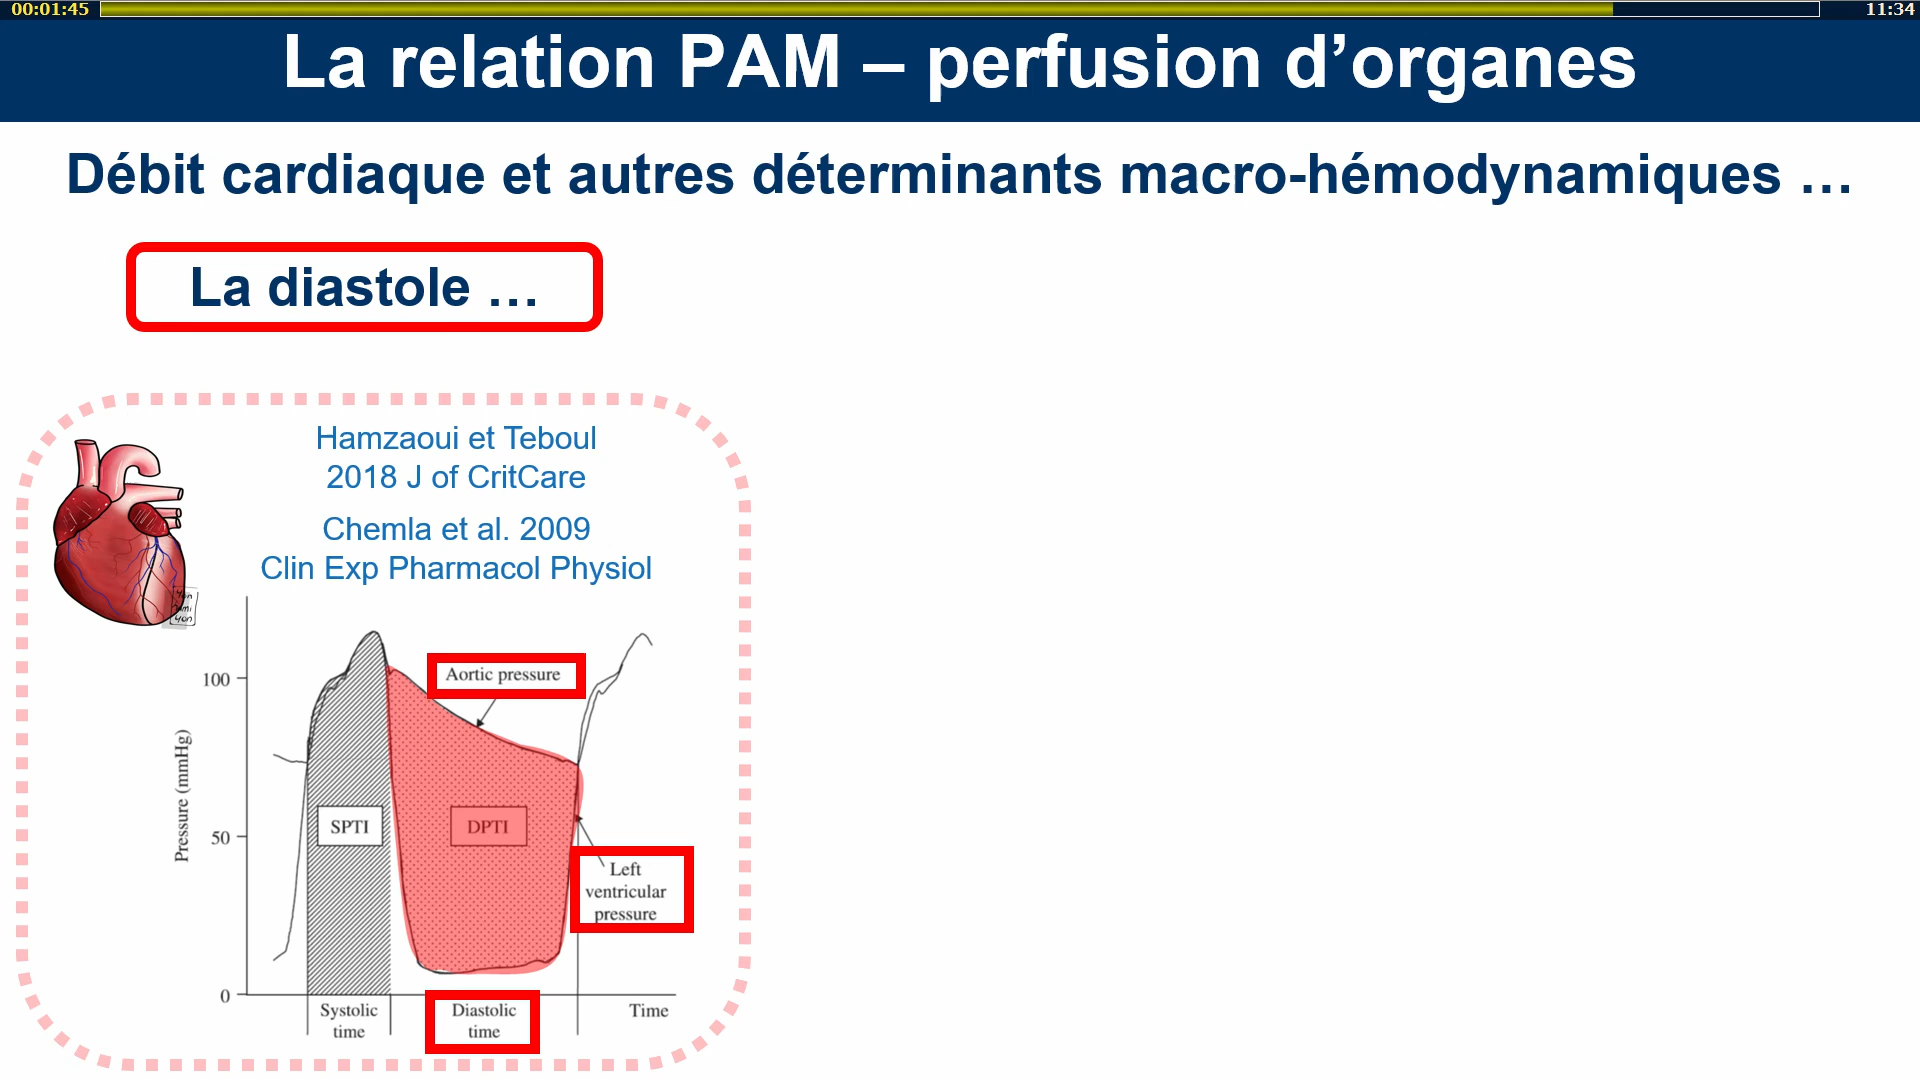 00:01:45
11:34
La relation PAM – perfusion d’organes
Débit cardiaque et autres déterminants macro-hémodynamiques …
La diastole …
Hamzaoui et Teboul
2018 J of CritCare
Chemla et al. 2009
Clin Exp Pharmacol Physiol
Aortic pressure
100
Pressure (mmHg)
SPTI
DPTI
50
Left
ventricular
pressure
0
Systolic
time
Diastolic
time
Time